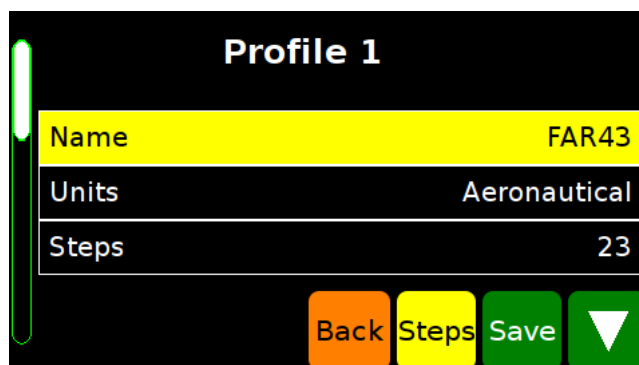 Profile 1
Name FAR43
Units Aeronautical
Steps 23
Back Steps Save